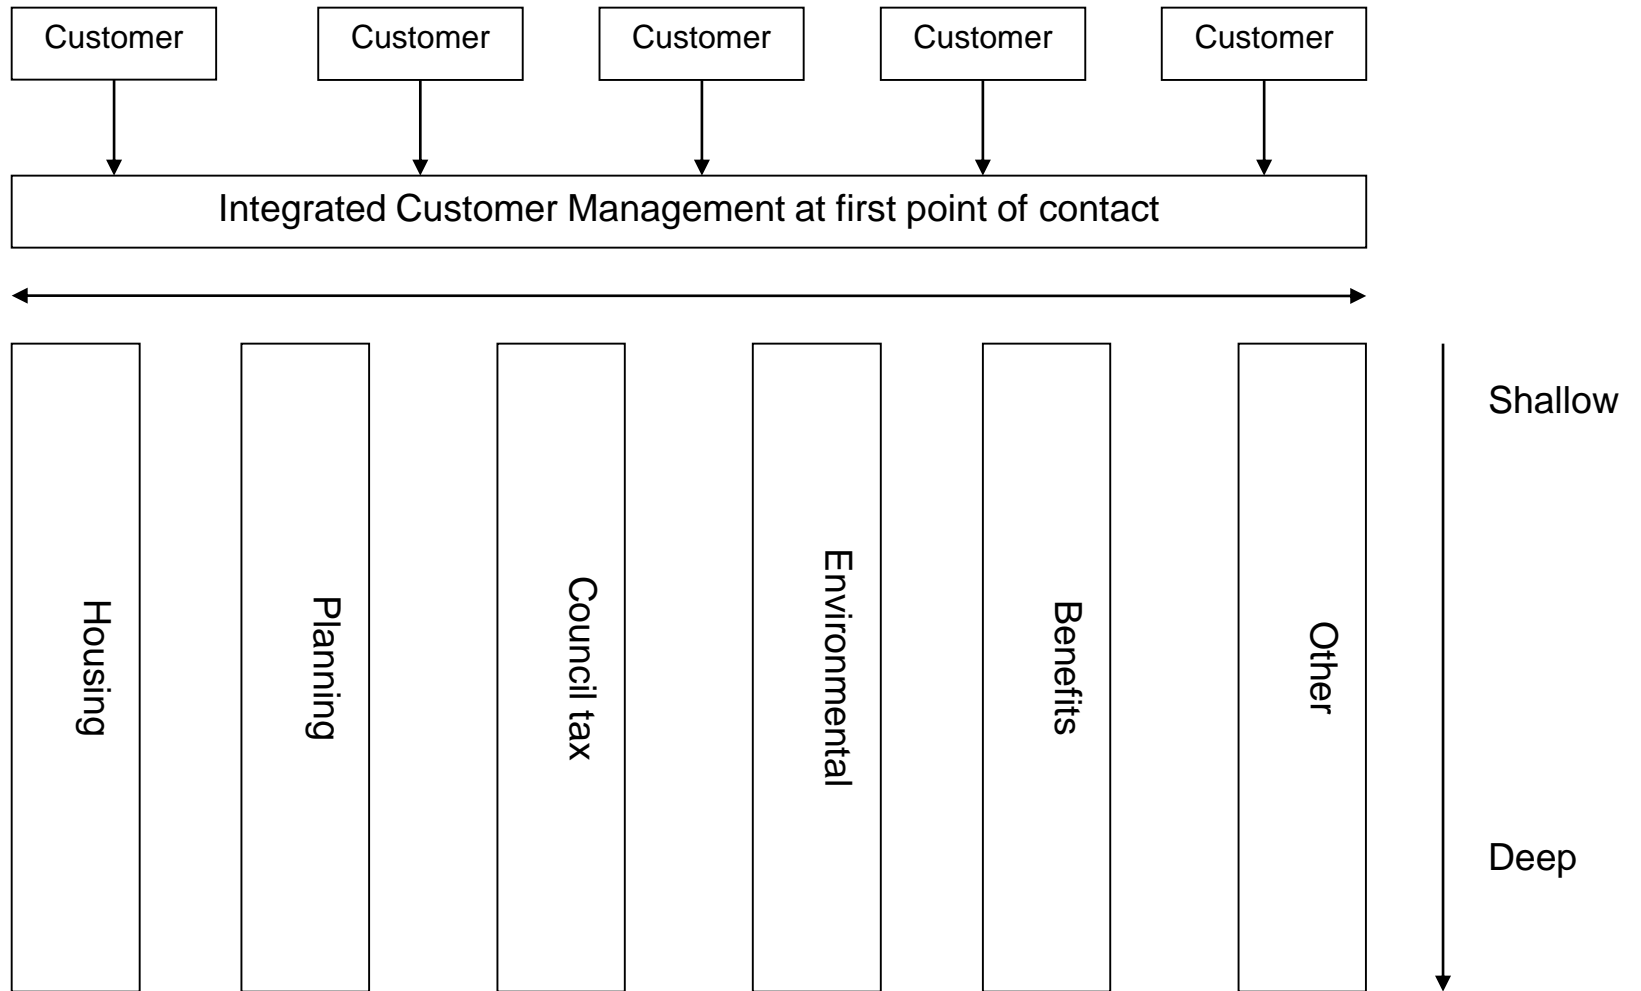 Customer
Customer
Customer
Customer
Customer
Integrated Customer Management at first point of contact
Housing
Planning
Council tax
Environmental
Benefits
Other
Shallow
Deep